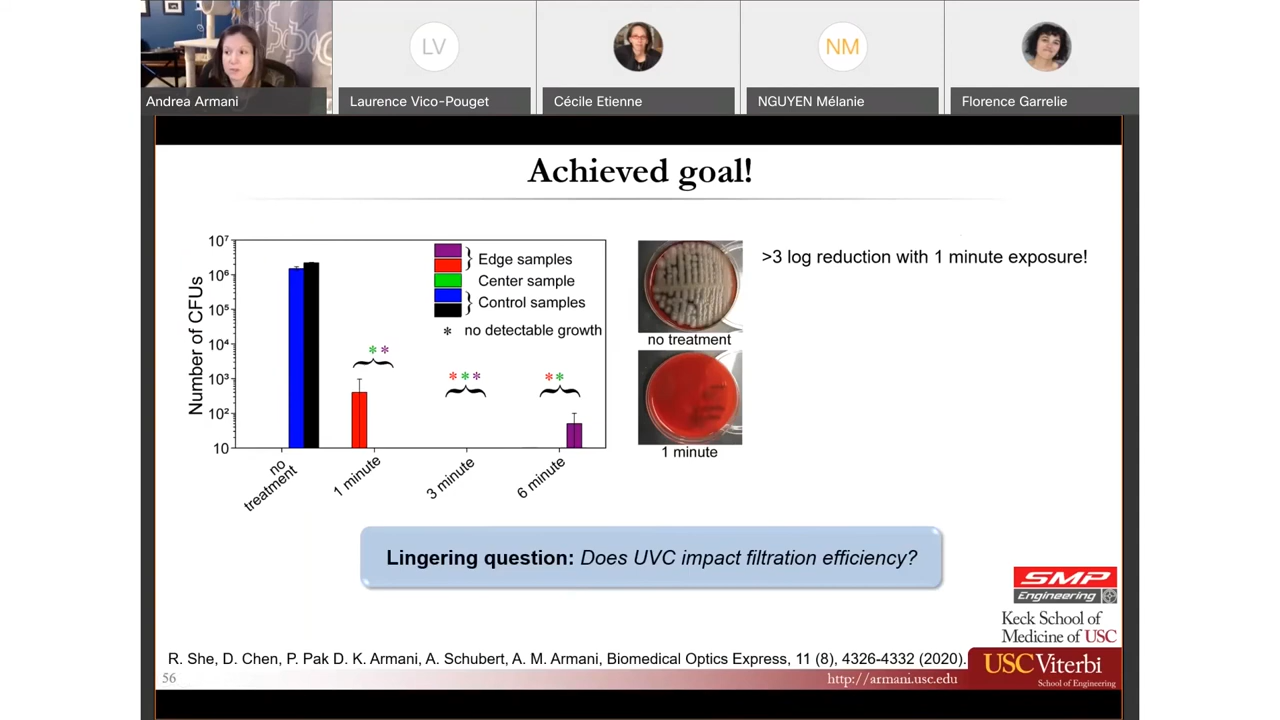 LV
NM
Andrea Armani
Laurence Vico-Pouget
Cécile Etienne
NGUYEN Mélanie
Florence Garrelie
Achieved goal!
Number of CFUs
10⁷
10⁶
10⁵
10⁴
10³
10²
10
Edge samples
Center sample
Control samples
* no detectable growth
* *
* * *
* *
no treatment
1 minute
3 minute
6 minute
no treatment
1 minute
>3 log reduction with 1 minute exposure!
Lingering question: Does UVC impact filtration efficiency?
SMP
Engineering
Keck School of
Medicine of USC
R. She, D. Chen, P. Pak D. K. Armani, A. Schubert, A. M. Armani, Biomedical Optics Express, 11 (8), 4326-4332 (2020).
USC Viterbi
School of Engineering
56
http://armani.usc.edu